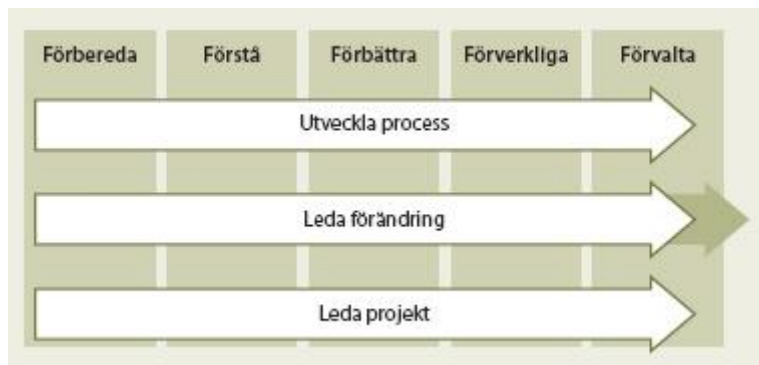 Förbereda Förstå Förbättra Förverkliga Förvalta
Utveckla process
Leda förändring
Leda projekt